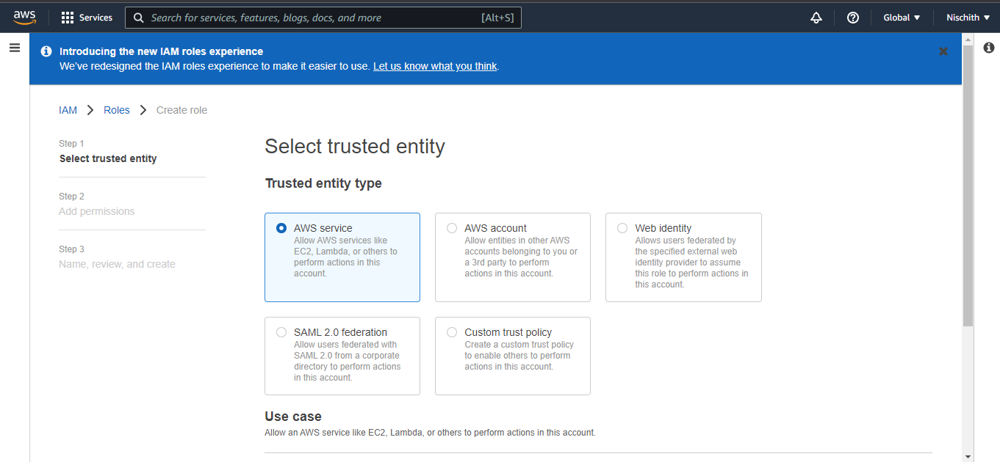 aws
Services
Search for services, features, blogs, docs, and more
[Alt+S]
Global
Nischith
Introducing the new IAM roles experience
We've redesigned the IAM roles experience to make it easier to use. Let us know what you think.
IAM
Roles
Create role
Step 1
Select trusted entity
Step 2
Add permissions
Step 3
Name, review, and create
Select trusted entity
Trusted entity type
AWS service
Allow AWS services like
EC2, Lambda, or others to
perform actions in this
account.
AWS account
Allow entities in other AWS
accounts belonging to you or
a 3rd party to perform
actions in this account.
Web identity
Allows users federated by
the specified external web
identity provider to assume
this role to perform actions in
this account.
SAML 2.0 federation
Allow users federated with
SAML 2.0 from a corporate
directory to perform actions
in this account.
Custom trust policy
Create a custom trust policy
to enable others to perform
actions in this account.
Use case
Allow an AWS service like EC2, Lambda, or others to perform actions in this account.